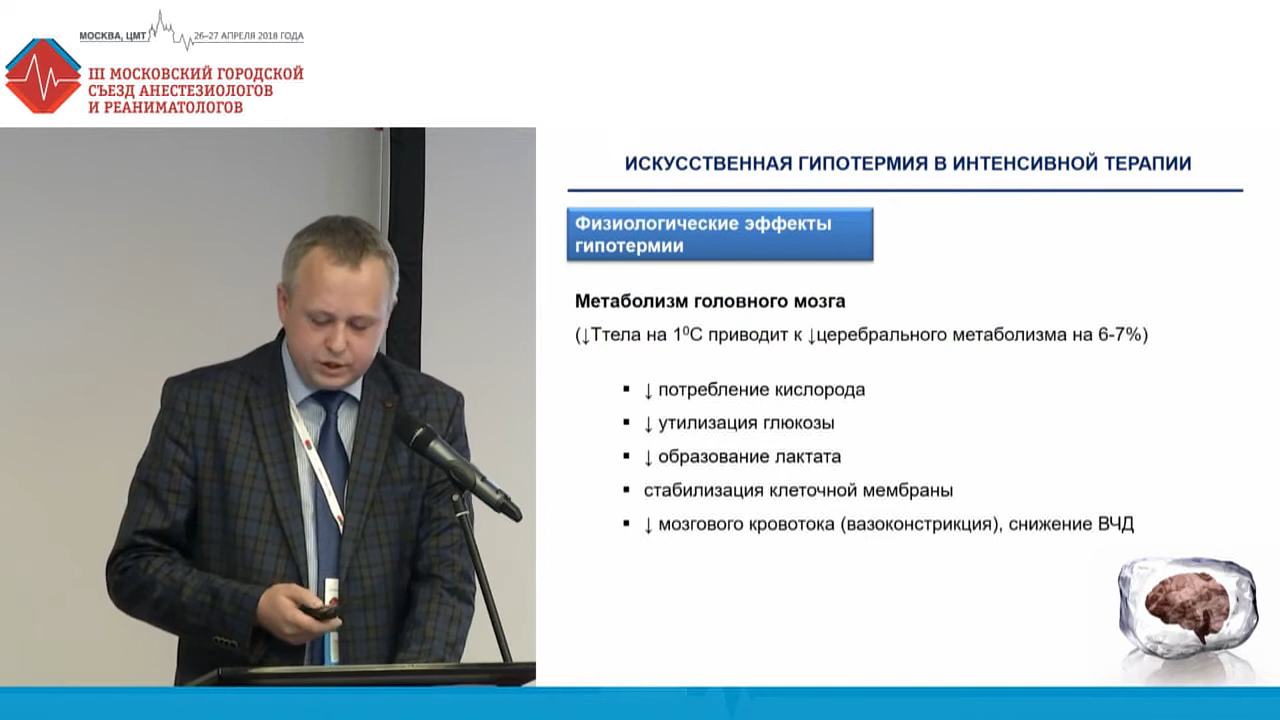 МОСКВА, ЦМТ 26–27 АПРЕЛЯ 2018 ГОДА
III МОСКОВСКИЙ ГОРОДСКОЙ
СЪЕЗД АНЕСТЕЗИОЛОГОВ
И РЕАНИМАТОЛОГОВ
ИСКУССТВЕННАЯ ГИПОТЕРМИЯ В ИНТЕНСИВНОЙ ТЕРАПИИ
Физиологические эффекты
гипотермии
Метаболизм головного мозга
(↓Ттела на 1⁰С приводит к ↓церебрального метаболизма на 6-7%)
▪ ↓ потребление кислорода
▪ ↓ утилизация глюкозы
▪ ↓ образование лактата
▪ стабилизация клеточной мембраны
▪ ↓ мозгового кровотока (вазоконстрикция), снижение ВЧД